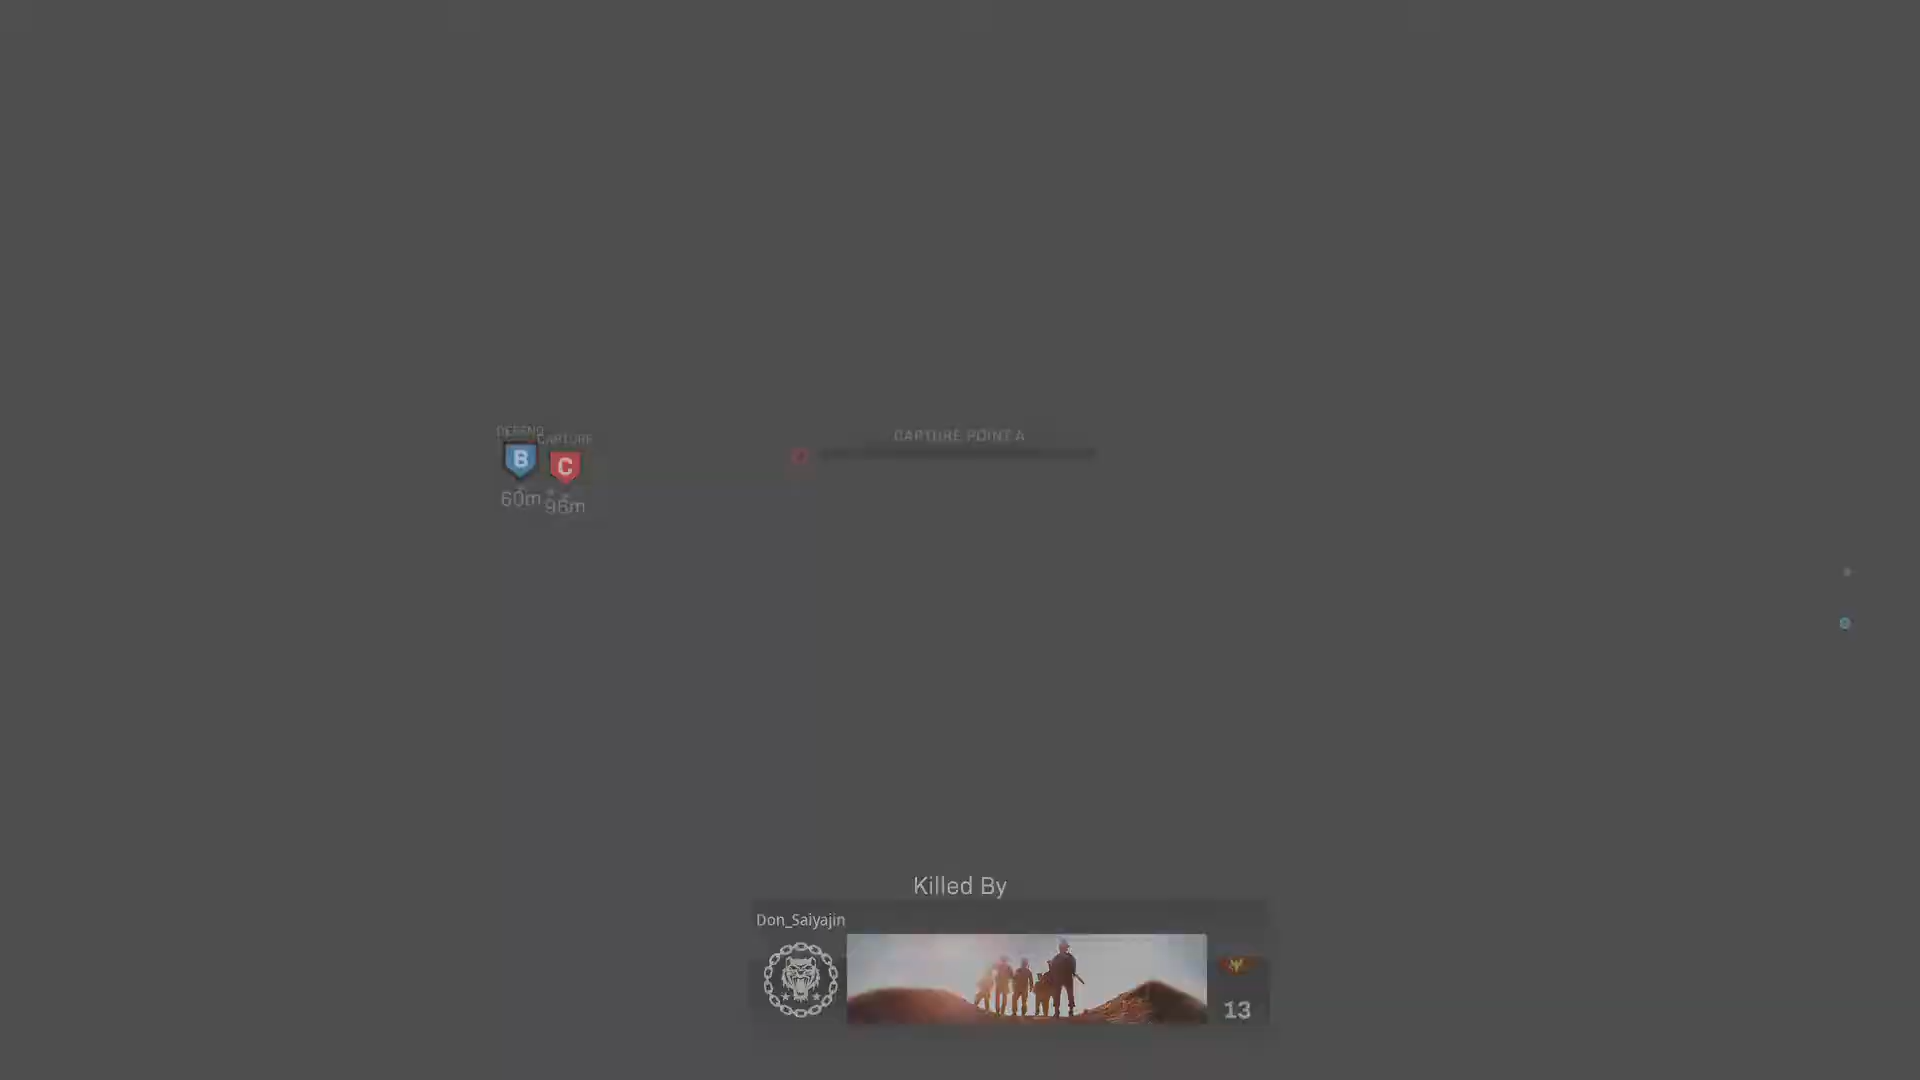 DEFEND
CAPTURE
B
C
60m
96m
CAPTURE POINT A
Killed By
Don_Saiyajin
13